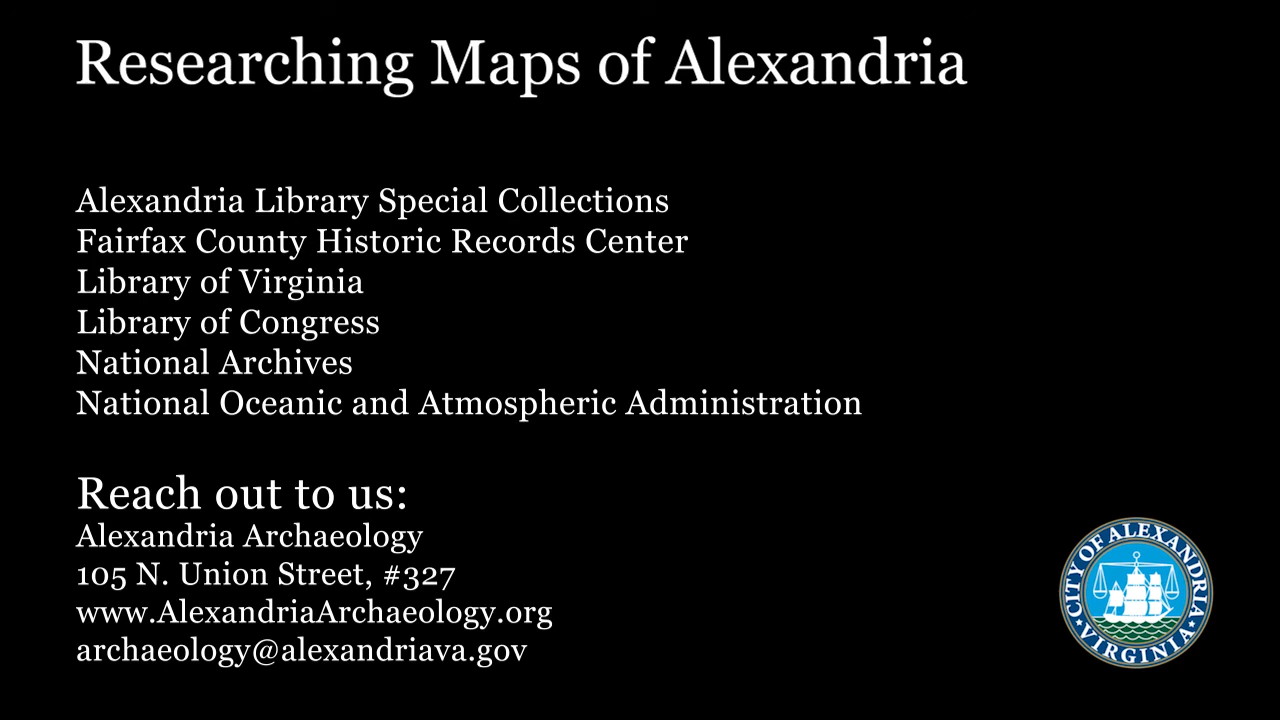 Researching Maps of Alexandria
Alexandria Library Special Collections
Fairfax County Historic Records Center
Library of Virginia
Library of Congress
National Archives
National Oceanic and Atmospheric Administration
Reach out to us:
Alexandria Archaeology
105 N. Union Street, #327
www.AlexandriaArchaeology.org
archaeology@alexandriava.gov
CITY OF ALEXANDRIA
VIRGINIA